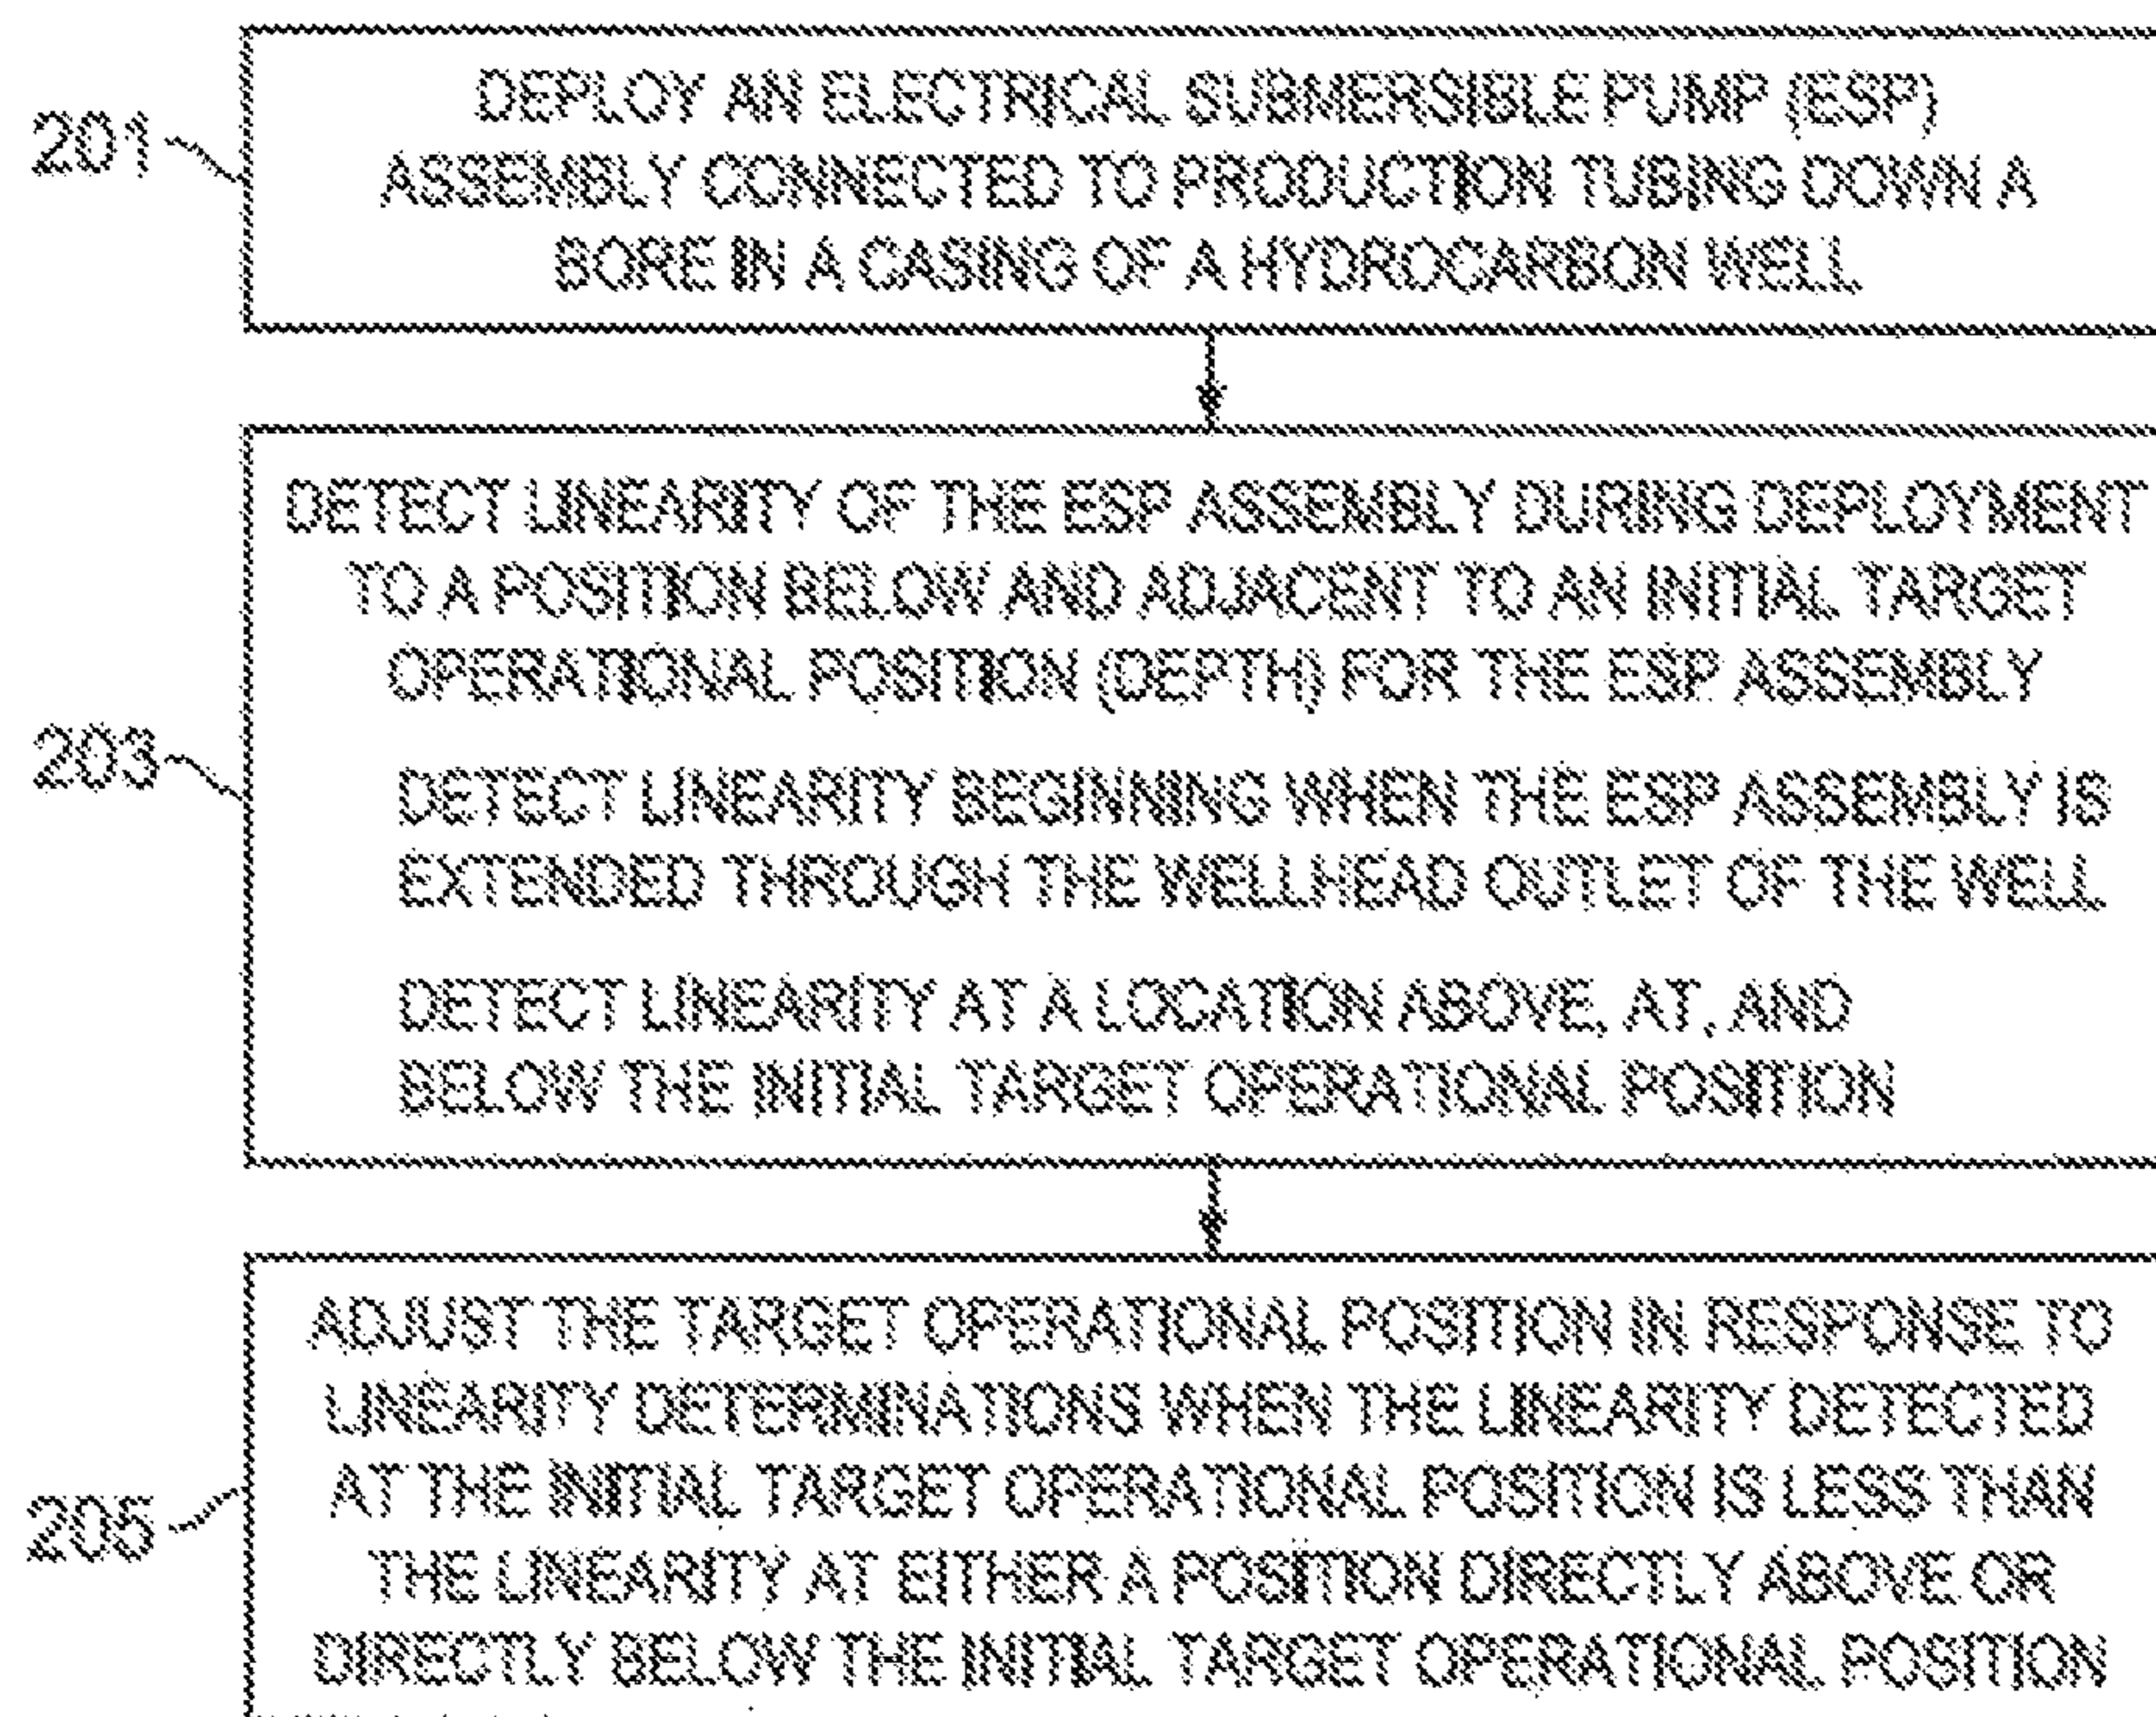 201
DEPLOY AN ELECTRICAL SUBMERSIBLE PUMP (ESP)
ASSEMBLY CONNECTED TO PRODUCTION TUBING DOWN A
BORE IN A CASING OF A HYDROCARBON WELL
203
DETECT LINEARITY OF THE ESP ASSEMBLY DURING DEPLOYMENT
TO A POSITION BELOW AND ADJACENT TO AN INITIAL TARGET
OPERATIONAL POSITION (DEPTH) FOR THE ESP ASSEMBLY
DETECT LINEARITY BEGINNING WHEN THE ESP ASSEMBLY IS
EXTENDED THROUGH THE WELLHEAD OUTLET OF THE WELL
DETECT LINEARITY AT A LOCATION ABOVE, AT, AND
BELOW THE INITIAL TARGET OPERATIONAL POSITION
205
ADJUST THE TARGET OPERATIONAL POSITION IN RESPONSE TO
LINEARITY DETERMINATIONS WHEN THE LINEARITY DETECTED
AT THE INITIAL TARGET OPERATIONAL POSITION IS LESS THAN
THE LINEARITY AT EITHER A POSITION DIRECTLY ABOVE OR
DIRECTLY BELOW THE INITIAL TARGET OPERATIONAL POSITION